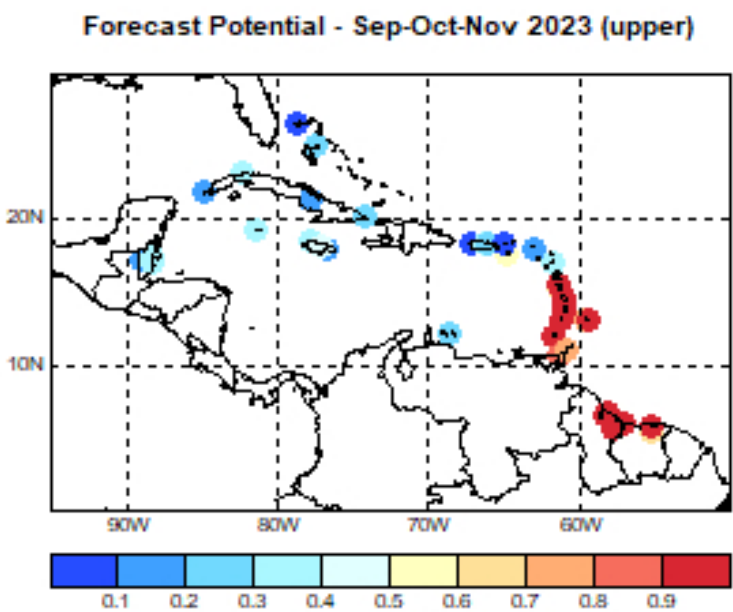 Forecast Potential - Sep-Oct-Nov 2023 (upper)
20N
10N
90W 80W 70W 60W
0.1 0.2 0.3 0.4 0.5 0.6 0.7 0.8 0.9